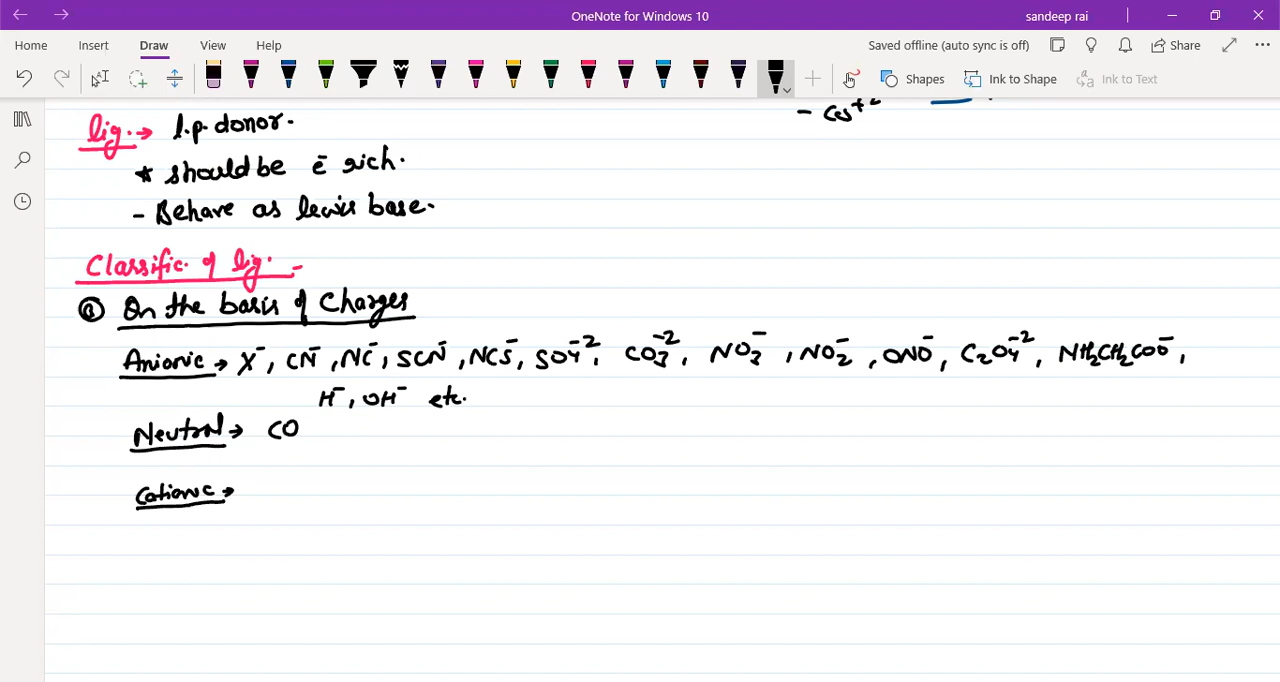 OneNote for Windows 10
sandeep rai
Home Insert Draw View Help
Saved offline (auto sync is off) Share
Shapes Ink to Shape Ink to Text
- Cs+2
lig. → l.p. donor.
* should be e⁻ rich.
- Behave as lewis base.
Classific. of lig. -
(a) On the basis of Charges
Anionic → X⁻, CN⁻, NC⁻, SCN⁻, NCS⁻, SO4⁻², CO3⁻², NO3⁻, NO2⁻, ONO⁻, C2O4⁻², NH2CH2COO⁻,
H⁻, OH⁻ etc.
Neutral → CO
Cationic →